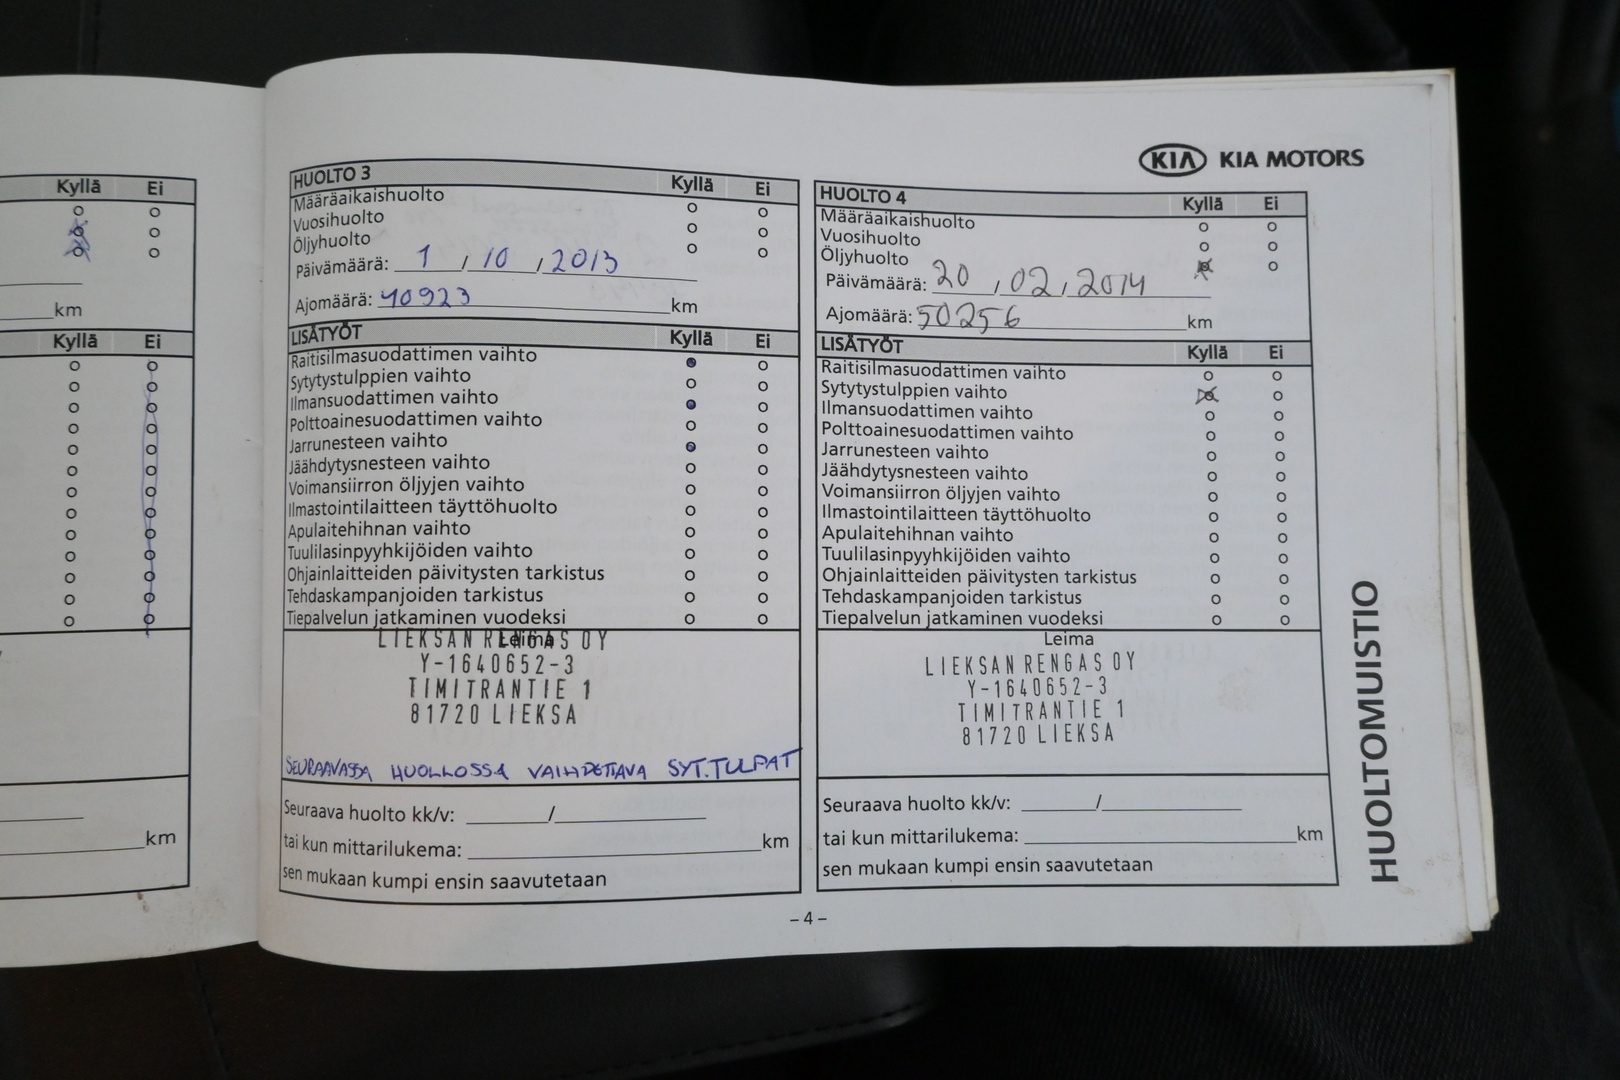 Kyllä Ei
km
Kyllä Ei
km
KIA KIA MOTORS
HUOLTO 3 Kyllä Ei
Määräaikaishuolto
Vuosihuolto
Öljyhuolto
Päivämäärä: 1 / 10 / 2013
Ajomäärä: 40923 km
LISÄTYÖT Kyllä Ei
Raitisilmasuodattimen vaihto
Sytytystulppien vaihto
Ilmansuodattimen vaihto
Polttoainesuodattimen vaihto
Jarrunesteen vaihto
Jäähdytysnesteen vaihto
Voimansiirron öljyjen vaihto
Ilmastointilaitteen täyttöhuolto
Apulaitehihnan vaihto
Tuulilasinpyyhkijöiden vaihto
Ohjainlaitteiden päivitysten tarkistus
Tehdaskampanjoiden tarkistus
Tiepalvelun jatkaminen vuodeksi
Leima
LIEKSAN RENGAS OY
Y-1640652-3
TIMITRANTIE 1
81720 LIEKSA
SEURAAVASSA HUOLLOSSA VAIHDETTAVA SYT.TULPAT
Seuraava huolto kk/v: /
tai kun mittarilukema: km
sen mukaan kumpi ensin saavutetaan
HUOLTO 4 Kyllä Ei
Määräaikaishuolto
Vuosihuolto
Öljyhuolto
Päivämäärä: 20 / 02 / 2014
Ajomäärä: 50256 km
LISÄTYÖT Kyllä Ei
Raitisilmasuodattimen vaihto
Sytytystulppien vaihto
Ilmansuodattimen vaihto
Polttoainesuodattimen vaihto
Jarrunesteen vaihto
Jäähdytysnesteen vaihto
Voimansiirron öljyjen vaihto
Ilmastointilaitteen täyttöhuolto
Apulaitehihnan vaihto
Tuulilasinpyyhkijöiden vaihto
Ohjainlaitteiden päivitysten tarkistus
Tehdaskampanjoiden tarkistus
Tiepalvelun jatkaminen vuodeksi
Leima
LIEKSAN RENGAS OY
Y-1640652-3
TIMITRANTIE 1
81720 LIEKSA
Seuraava huolto kk/v: /
tai kun mittarilukema: km
sen mukaan kumpi ensin saavutetaan
HUOLTOMUISTIO
– 4 –